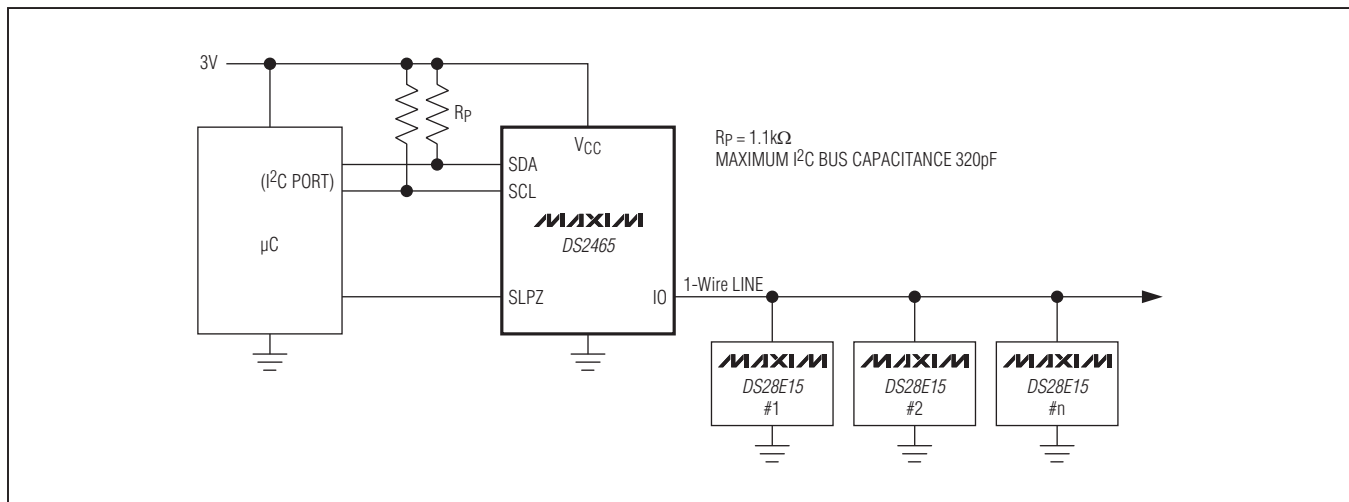 3V
RP
VCC
RP = 1.1kΩ
MAXIMUM I²C BUS CAPACITANCE 320pF
(I²C PORT)
SDA
SCL
MAXIM
DS2465
µC
SLPZ
IO
1-Wire LINE
MAXIM
DS28E15
#1
MAXIM
DS28E15
#2
MAXIM
DS28E15
#n